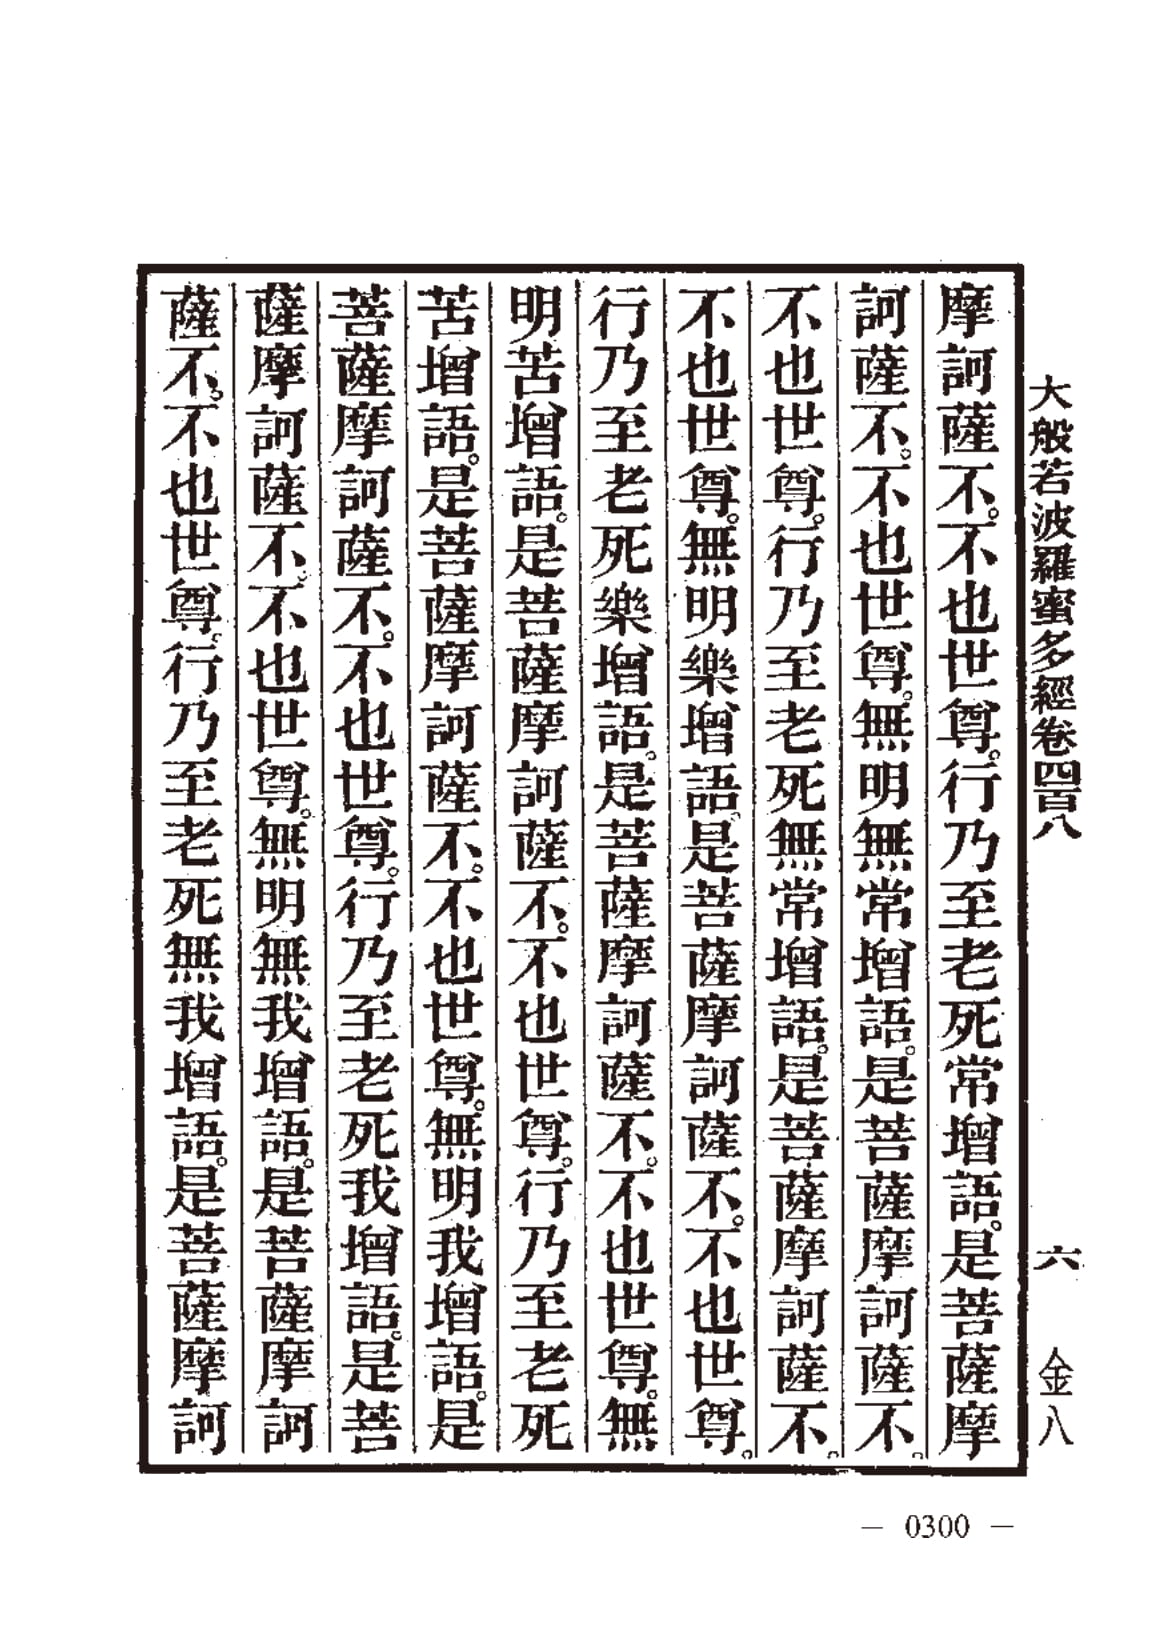 大般若波羅蜜多經卷四百八 六 金八
摩訶薩不。不也世尊。行乃至老死常增語。是菩薩摩
訶薩不。不也世尊。無明無常增語。是菩薩摩訶薩不。
不也世尊。行乃至老死無常增語。是菩薩摩訶薩不。
不也世尊。無明樂增語。是菩薩摩訶薩不。不也世尊。
行乃至老死樂增語。是菩薩摩訶薩不。不也世尊。無
明苦增語。是菩薩摩訶薩不。不也世尊。行乃至老死
苦增語。是菩薩摩訶薩不。不也世尊。無明我增語。是
菩薩摩訶薩不。不也世尊。行乃至老死我增語。是菩
薩摩訶薩不。不也世尊。無明無我增語。是菩薩摩訶
薩不。不也世尊。行乃至老死無我增語。是菩薩摩訶
— 0300 —